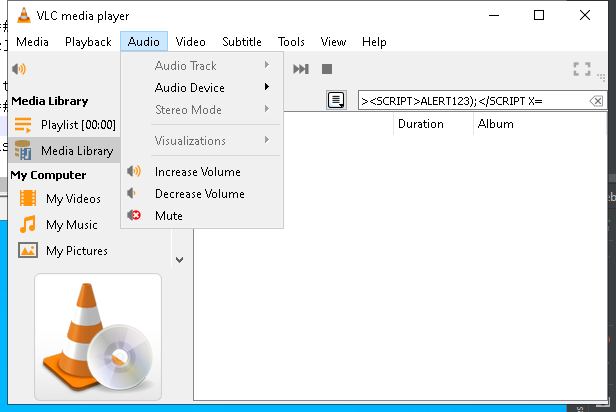 VLC media player
Media Playback Audio Video Subtitle Tools View Help
Audio Track
Audio Device
Stereo Mode
Visualizations
Increase Volume
Decrease Volume
Mute
Media Library
Playlist [00:00]
Media Library
My Computer
My Videos
My Music
My Pictures
><SCRIPT>ALERT123);</SCRIPT X=
Duration Album